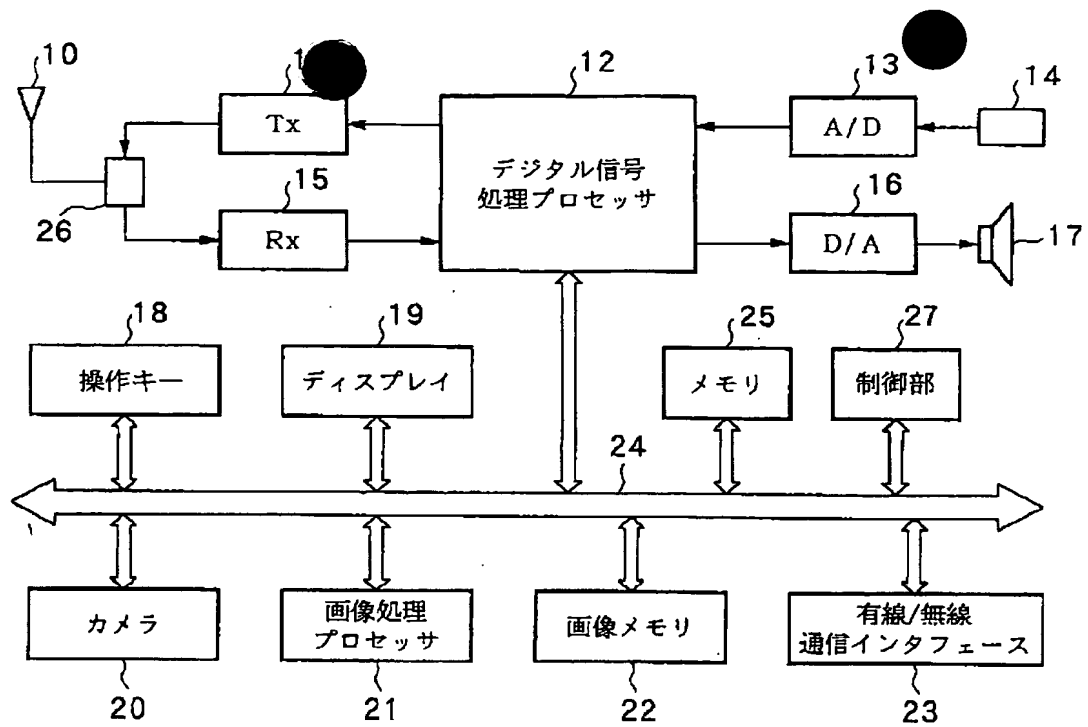 10
12
13
14
Tx
A/D
デジタル信号
処理プロセッサ
26
15
16
Rx
D/A
17
18
19
25
27
操作キー
ディスプレイ
メモリ
制御部
24
カメラ
画像処理
プロセッサ
画像メモリ
有線/無線
通信インタフェース
20
21
22
23